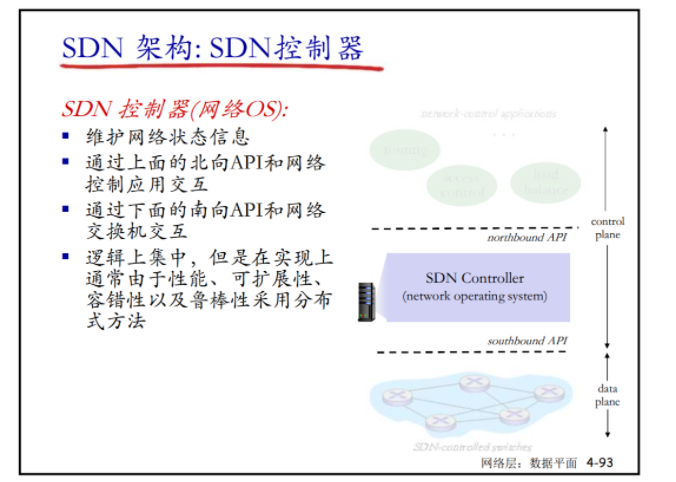 SDN 架构: SDN控制器
SDN 控制器(网络OS):
维护网络状态信息
通过上面的北向API和网络
控制应用交互
通过下面的南向API和网络
交换机交互
逻辑上集中，但是在实现上
通常由于性能、可扩展性、
容错性以及鲁棒性采用分布
式方法
network-control applications
...
routing
access
control
load
balance
northbound API
control
plane
SDN Controller
(network operating system)
southbound API
data
plane
SDN-controlled switches
网络层：数据平面 4-93